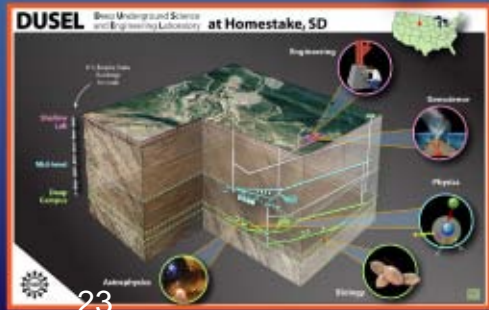 DUSEL Deep Underground Science
and Engineering Laboratory at Homestake, SD
Engineering
Shallow
Lab
Geoscience
Mid-level
Physics
Deep
Campus
Astrophysics
Biology
23